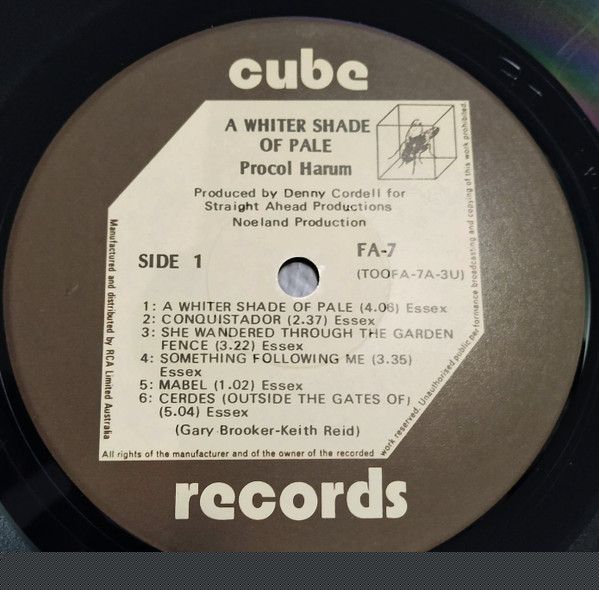 cube
A WHITER SHADE
OF PALE
Procol Harum
Produced by Denny Cordell for
Straight Ahead Productions
Noeland Production
SIDE 1
FA-7
(TOOFA-7A-3U)
1: A WHITER SHADE OF PALE (4.06) Essex
2: CONQUISTADOR (2.37) Essex
3: SHE WANDERED THROUGH THE GARDEN
FENCE (3.22) Essex
4: SOMETHING FOLLOWING ME (3.35)
Essex
5: MABEL (1.02) Essex
6: CERDES (OUTSIDE THE GATES OF)
(5.04) Essex
(Gary Brooker-Keith Reid)
Manufactured and distributed by RCA Limited Australia
All rights of the manufacturer and of the owner of the recorded
work reserved. Unauthorised public performance broadcasting and copying of this work prohibited.
records